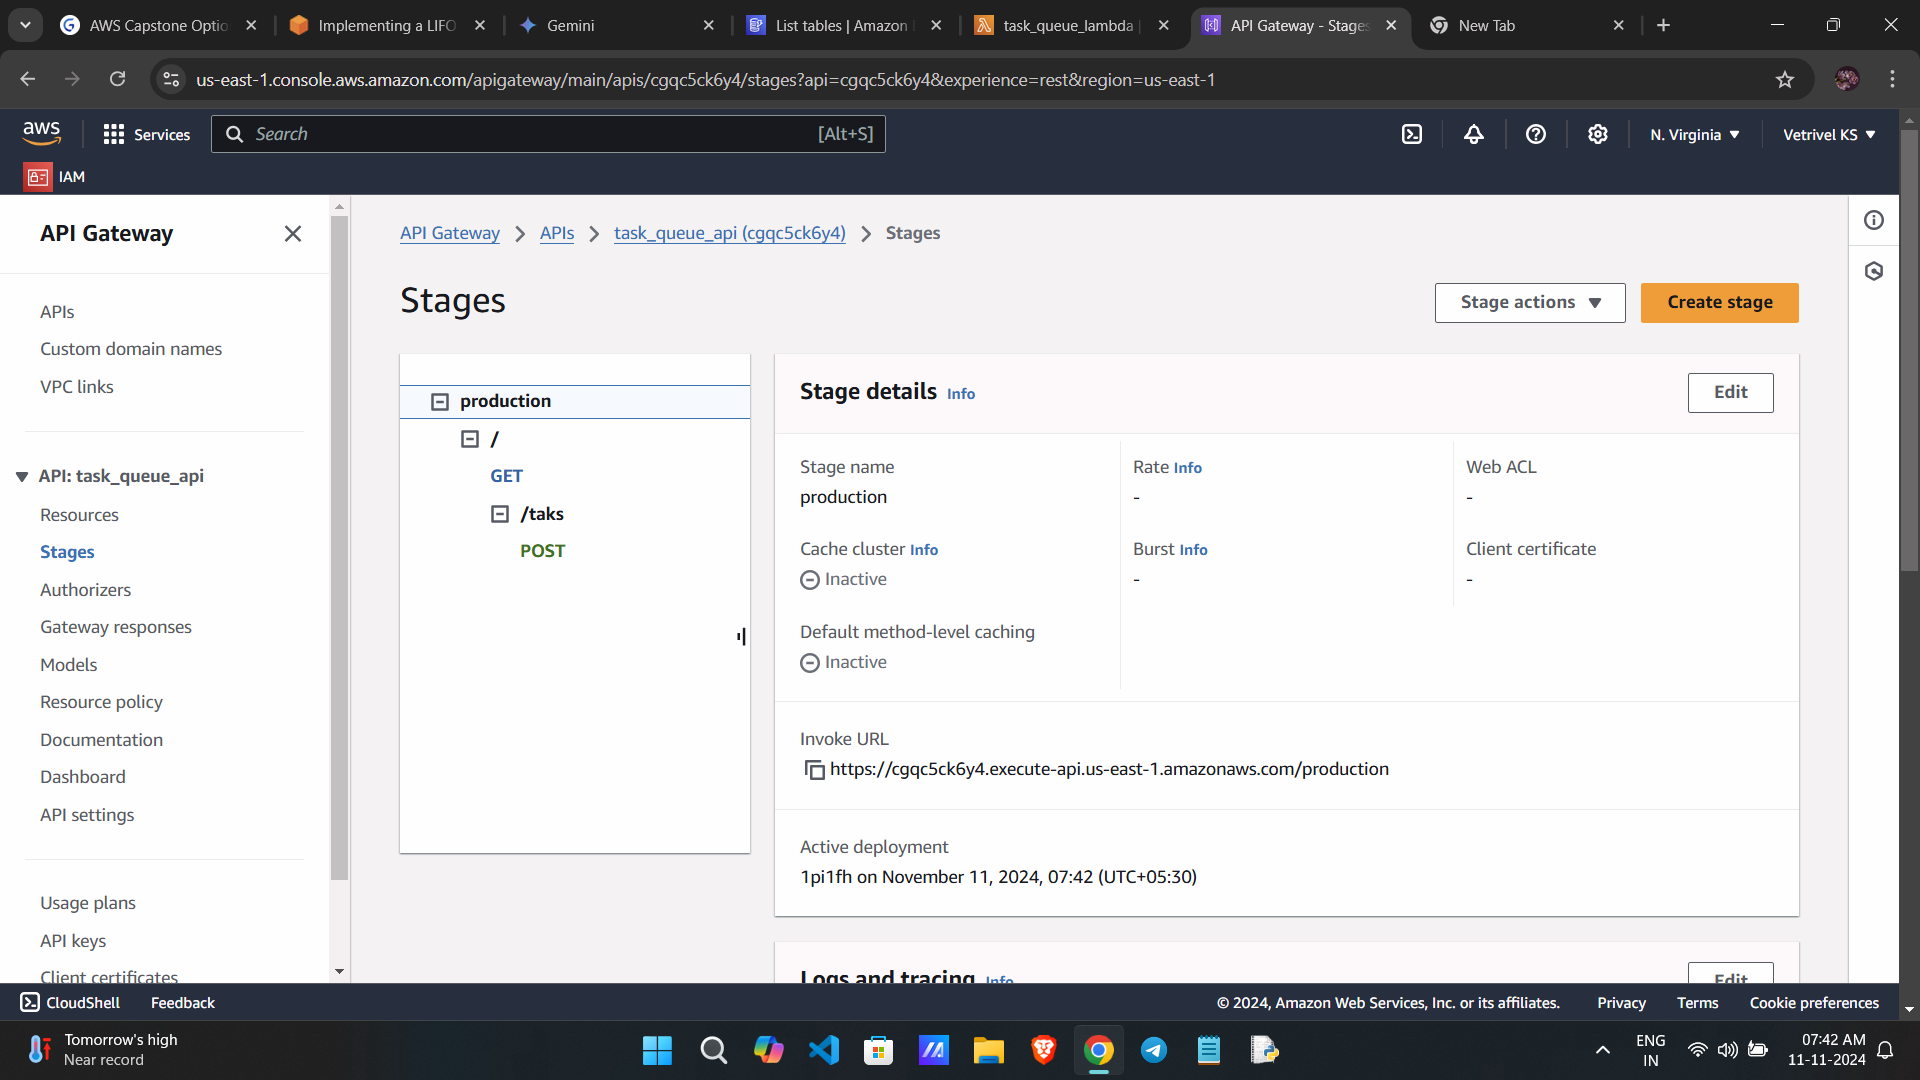 AWS Capstone Optio
Implementing a LIFO
Gemini
List tables | Amazon
task_queue_lambda |
API Gateway - Stages
New Tab
us-east-1.console.aws.amazon.com/apigateway/main/apis/cgqc5ck6y4/stages?api=cgqc5ck6y4&experience=rest&region=us-east-1
aws
Services
Search
[Alt+S]
N. Virginia
Vetrivel KS
IAM
API Gateway
APIs
Custom domain names
VPC links
API: task_queue_api
Resources
Stages
Authorizers
Gateway responses
Models
Resource policy
Documentation
Dashboard
API settings
Usage plans
API keys
Client certificates
API Gateway
APIs
task_queue_api (cgqc5ck6y4)
Stages
Stages
Stage actions
Create stage
production
/
GET
/taks
POST
Stage details Info
Edit
Stage name
production
Rate Info
-
Web ACL
-
Cache cluster Info
Inactive
Burst Info
-
Client certificate
-
Default method-level caching
Inactive
Invoke URL
https://cgqc5ck6y4.execute-api.us-east-1.amazonaws.com/production
Active deployment
1pi1fh on November 11, 2024, 07:42 (UTC+05:30)
Logs and tracing Info
Edit
CloudShell
Feedback
© 2024, Amazon Web Services, Inc. or its affiliates.
Privacy
Terms
Cookie preferences
Tomorrow's high
Near record
ENG
IN
07:42 AM
11-11-2024